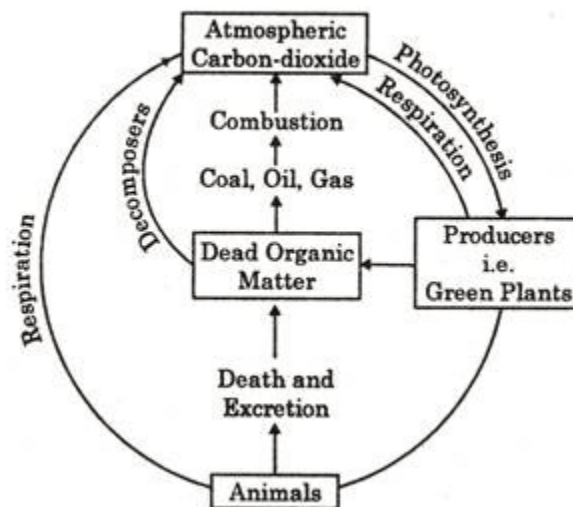 Atmospheric
Carbon-dioxide
Photosynthesis
Respiration
Combustion
Decomposers
Coal, Oil, Gas
Respiration
Dead Organic
Matter
Producers
i.e.
Green Plants
Death and
Excretion
Animals